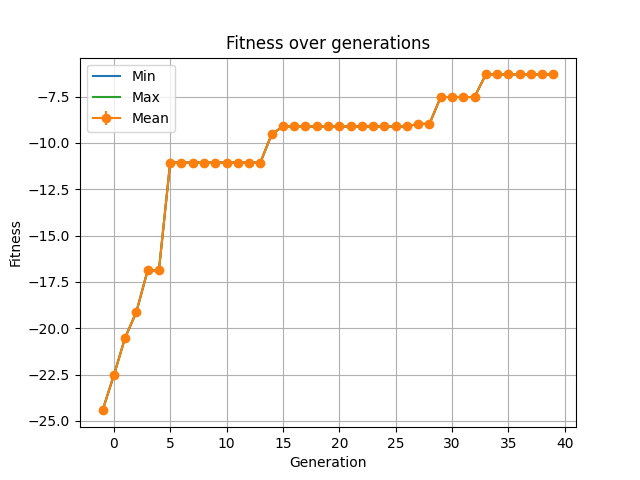 Fitness over generations
Min
Max
Mean
−7.5
−10.0
−12.5
−15.0
−17.5
−20.0
−22.5
−25.0
Fitness
0 5 10 15 20 25 30 35 40
Generation